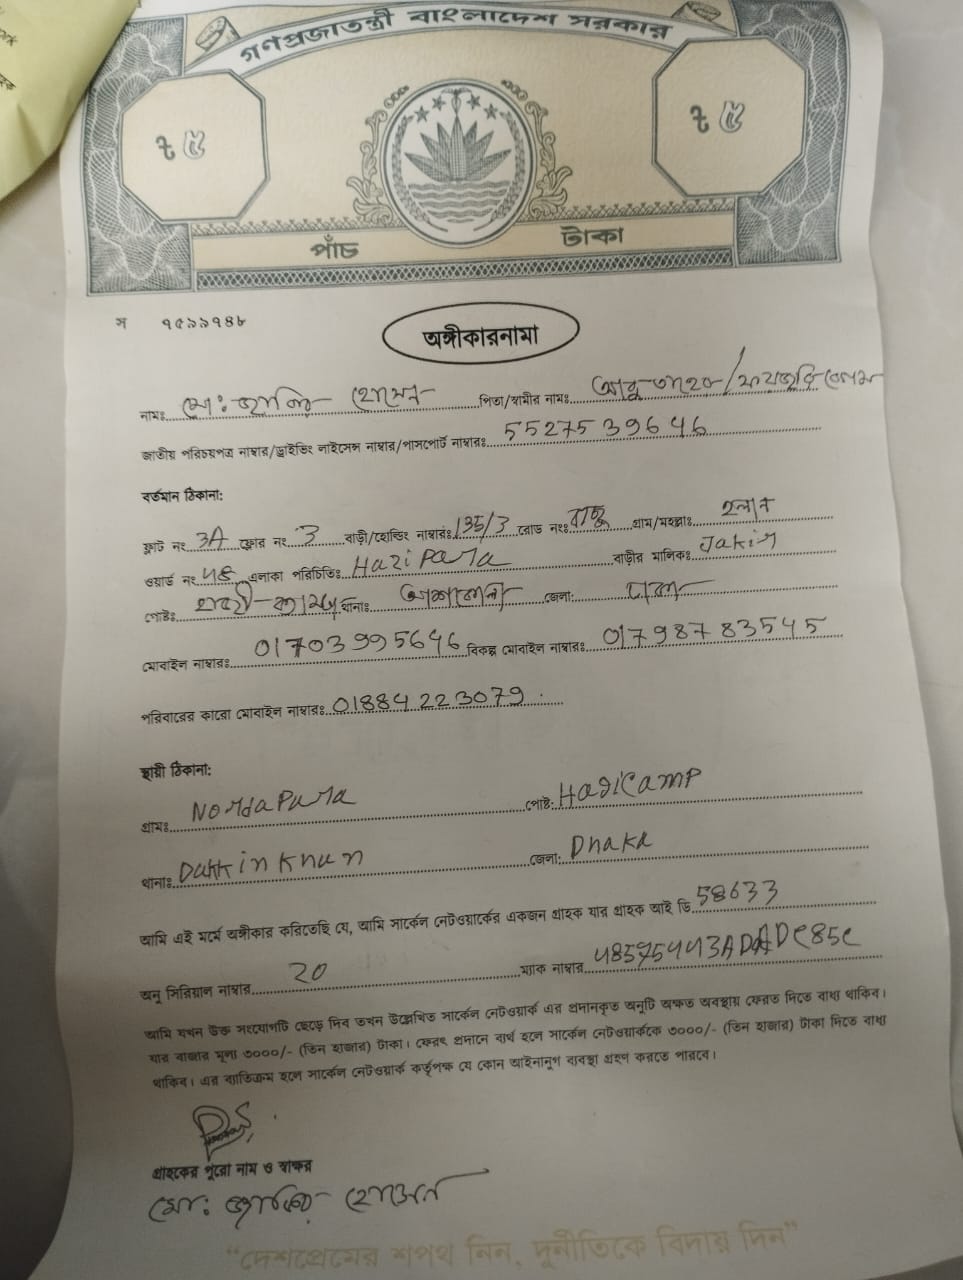 গণপ্রজাতন্ত্রী বাংলাদেশ সরকার
৳ ৫ ৳ ৫
পাঁচ টাকা
স ৭৫৯৯৭৪৮
অঙ্গীকারনামা
নামঃ মোঃ হোসেন পিতা/স্বামীর নামঃ
জাতীয় পরিচয়পত্র নাম্বার/ড্রাইভিং লাইসেন্স নাম্বার/পাসপোর্ট নাম্বারঃ 5527539646
বর্তমান ঠিকানা:
ফ্লাট নং 3A ফ্লোর নং 3 বাড়ী/হোল্ডিং নাম্বারঃ 135/3 রোড নংঃ গ্রাম/মহল্লাঃ
ওয়ার্ড নং এলাকা পরিচিতিঃ Hazi Para বাড়ীর মালিকঃ Jakir
পোষ্টঃ থানাঃ জেলা: ঢাকা
মোবাইল নাম্বারঃ 01703995646 বিকল্প মোবাইল নাম্বারঃ 01798783545
পরিবারের কারো মোবাইল নাম্বারঃ 01884223079
স্থায়ী ঠিকানা:
গ্রামঃ NordaPara পোষ্ট: HagiCamp
থানাঃ Dakkinkhan জেলা: Dhaka
আমি এই মর্মে অঙ্গীকার করিতেছি যে, আমি সার্কেল নেটওয়ার্কের একজন গ্রাহক যার গ্রাহক আই ডি 58633
অনু সিরিয়াল নাম্বার 20 ম্যাক নাম্বার
আমি যখন উক্ত সংযোগটি ছেড়ে দিব তখন উল্লেখিত সার্কেল নেটওয়ার্ক এর প্রদানকৃত অনুটি অক্ষত অবস্থায় ফেরত দিতে বাধ্য থাকিব।
যার বাজার মূল্য ৩০০০/- (তিন হাজার) টাকা। ফেরৎ প্রদানে ব্যর্থ হলে সার্কেল নেটওয়ার্ককে ৩০০০/- (তিন হাজার) টাকা দিতে বাধ্য
থাকিব। এর ব্যতিক্রম হলে সার্কেল নেটওয়ার্ক কর্তৃপক্ষ যে কোন আইনানুগ ব্যবস্থা গ্রহণ করতে পারবে।
গ্রাহকের পুরো নাম ও স্বাক্ষর
মোঃ হোসেন
“দেশপ্রেমের শপথ নিন, দুর্নীতিকে বিদায় দিন”